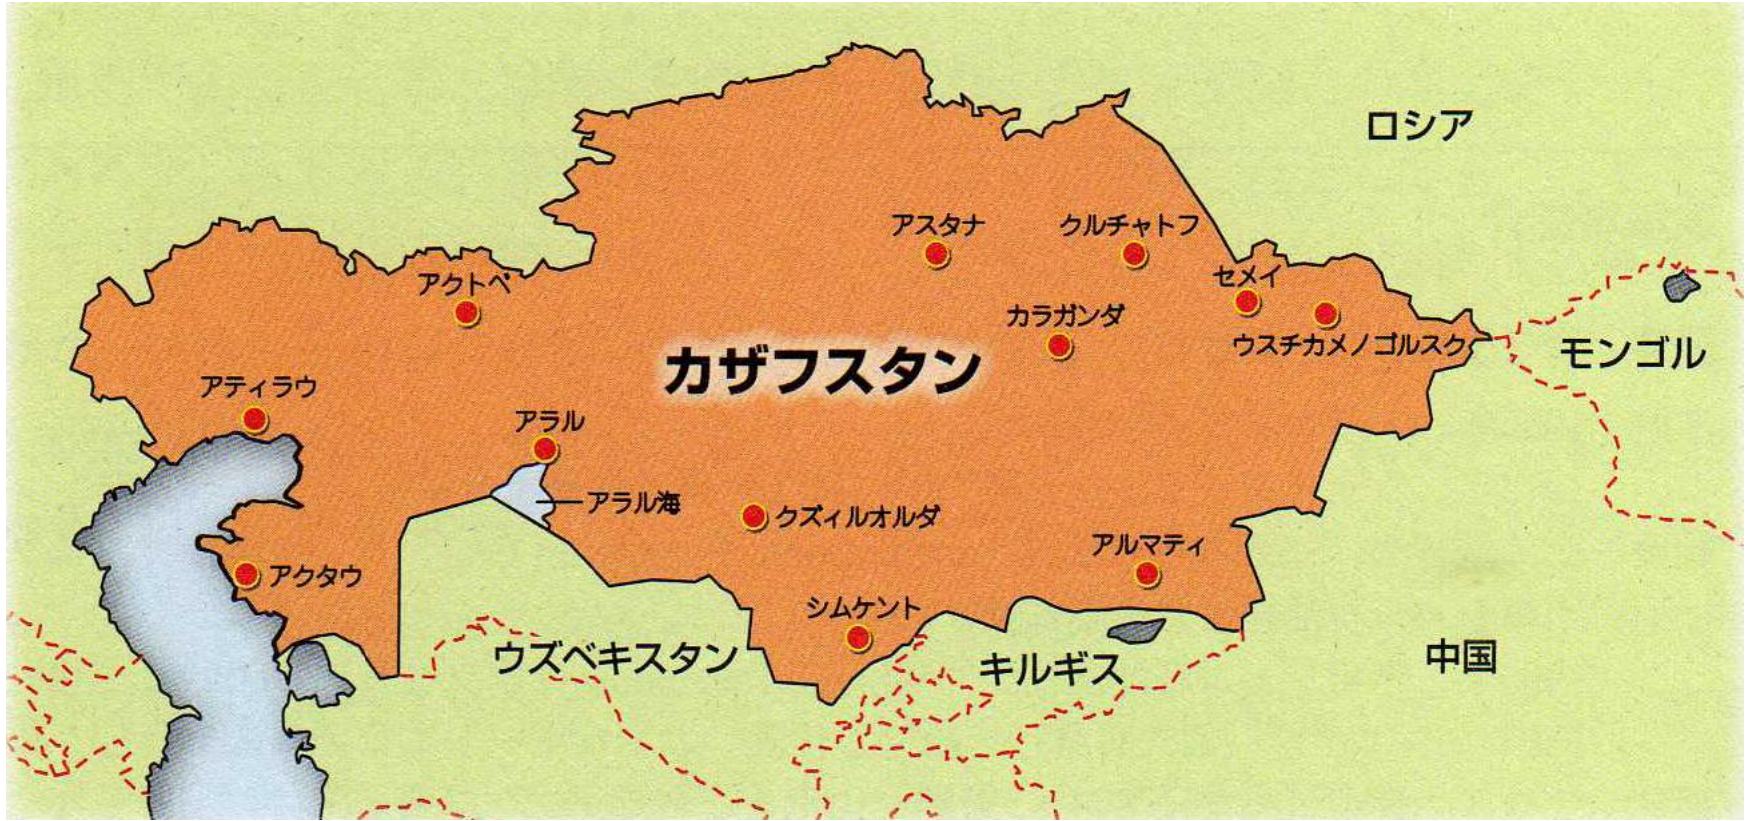 ロシア
アスタナ
クルチャトフ
セメイ
アクトベ
カラガンダ
ウスチカメノゴルスク
モンゴル
カザフスタン
アティラウ
アラル
アラル海
クズィルオルダ
アルマティ
アクタウ
シムケント
ウズベキスタン
キルギス
中国